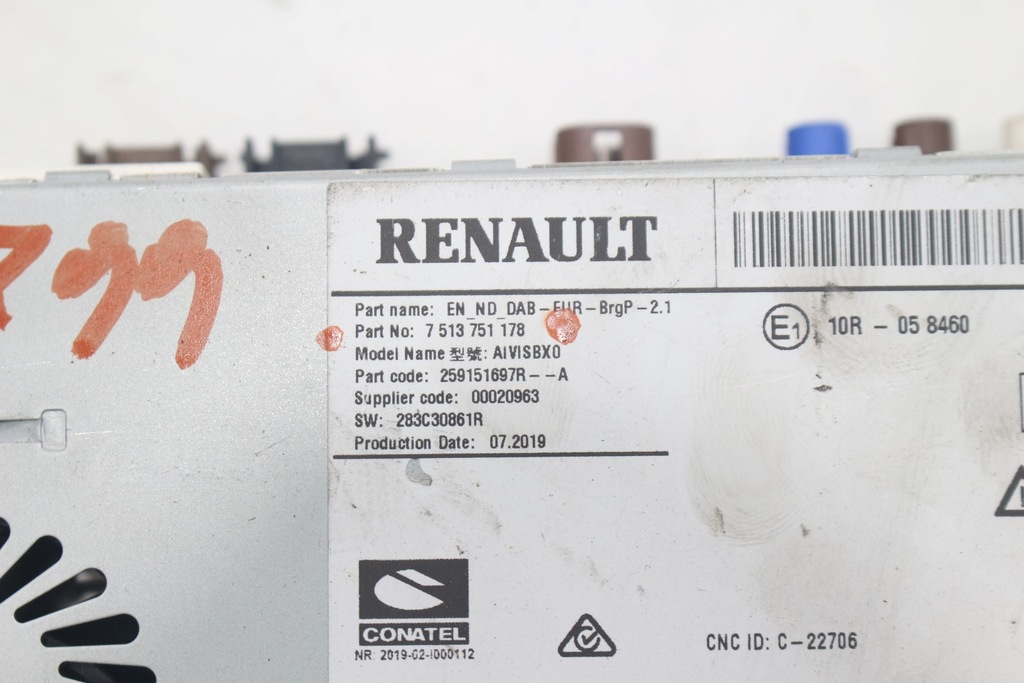 799
RENAULT
Part name: EN_ND_DAB-EUR-BrgP-2.1
Part No: 7 513 751 178
Model Name 型號: AIVISBX0
Part code: 259151697R--A
Supplier code: 00020963
SW: 283C30861R
Production Date: 07.2019
E1 10R - 05 8460
CONATEL
NR: 2019-02-I000112
CNC ID: C-22706